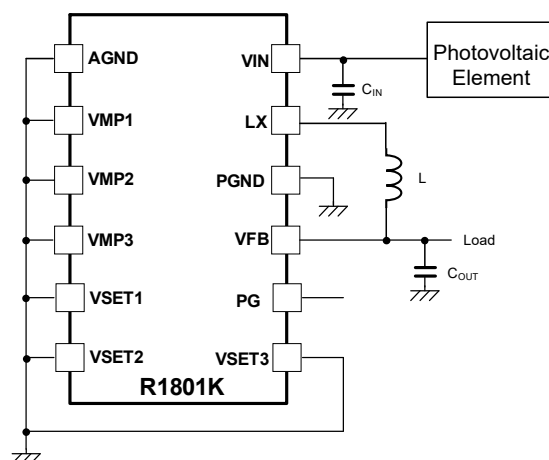 AGND
VMP1
VMP2
VMP3
VSET1
VSET2
VIN
LX
PGND
VFB
PG
VSET3
R1801K
Photovoltaic
Element
CIN
L
Load
COUT